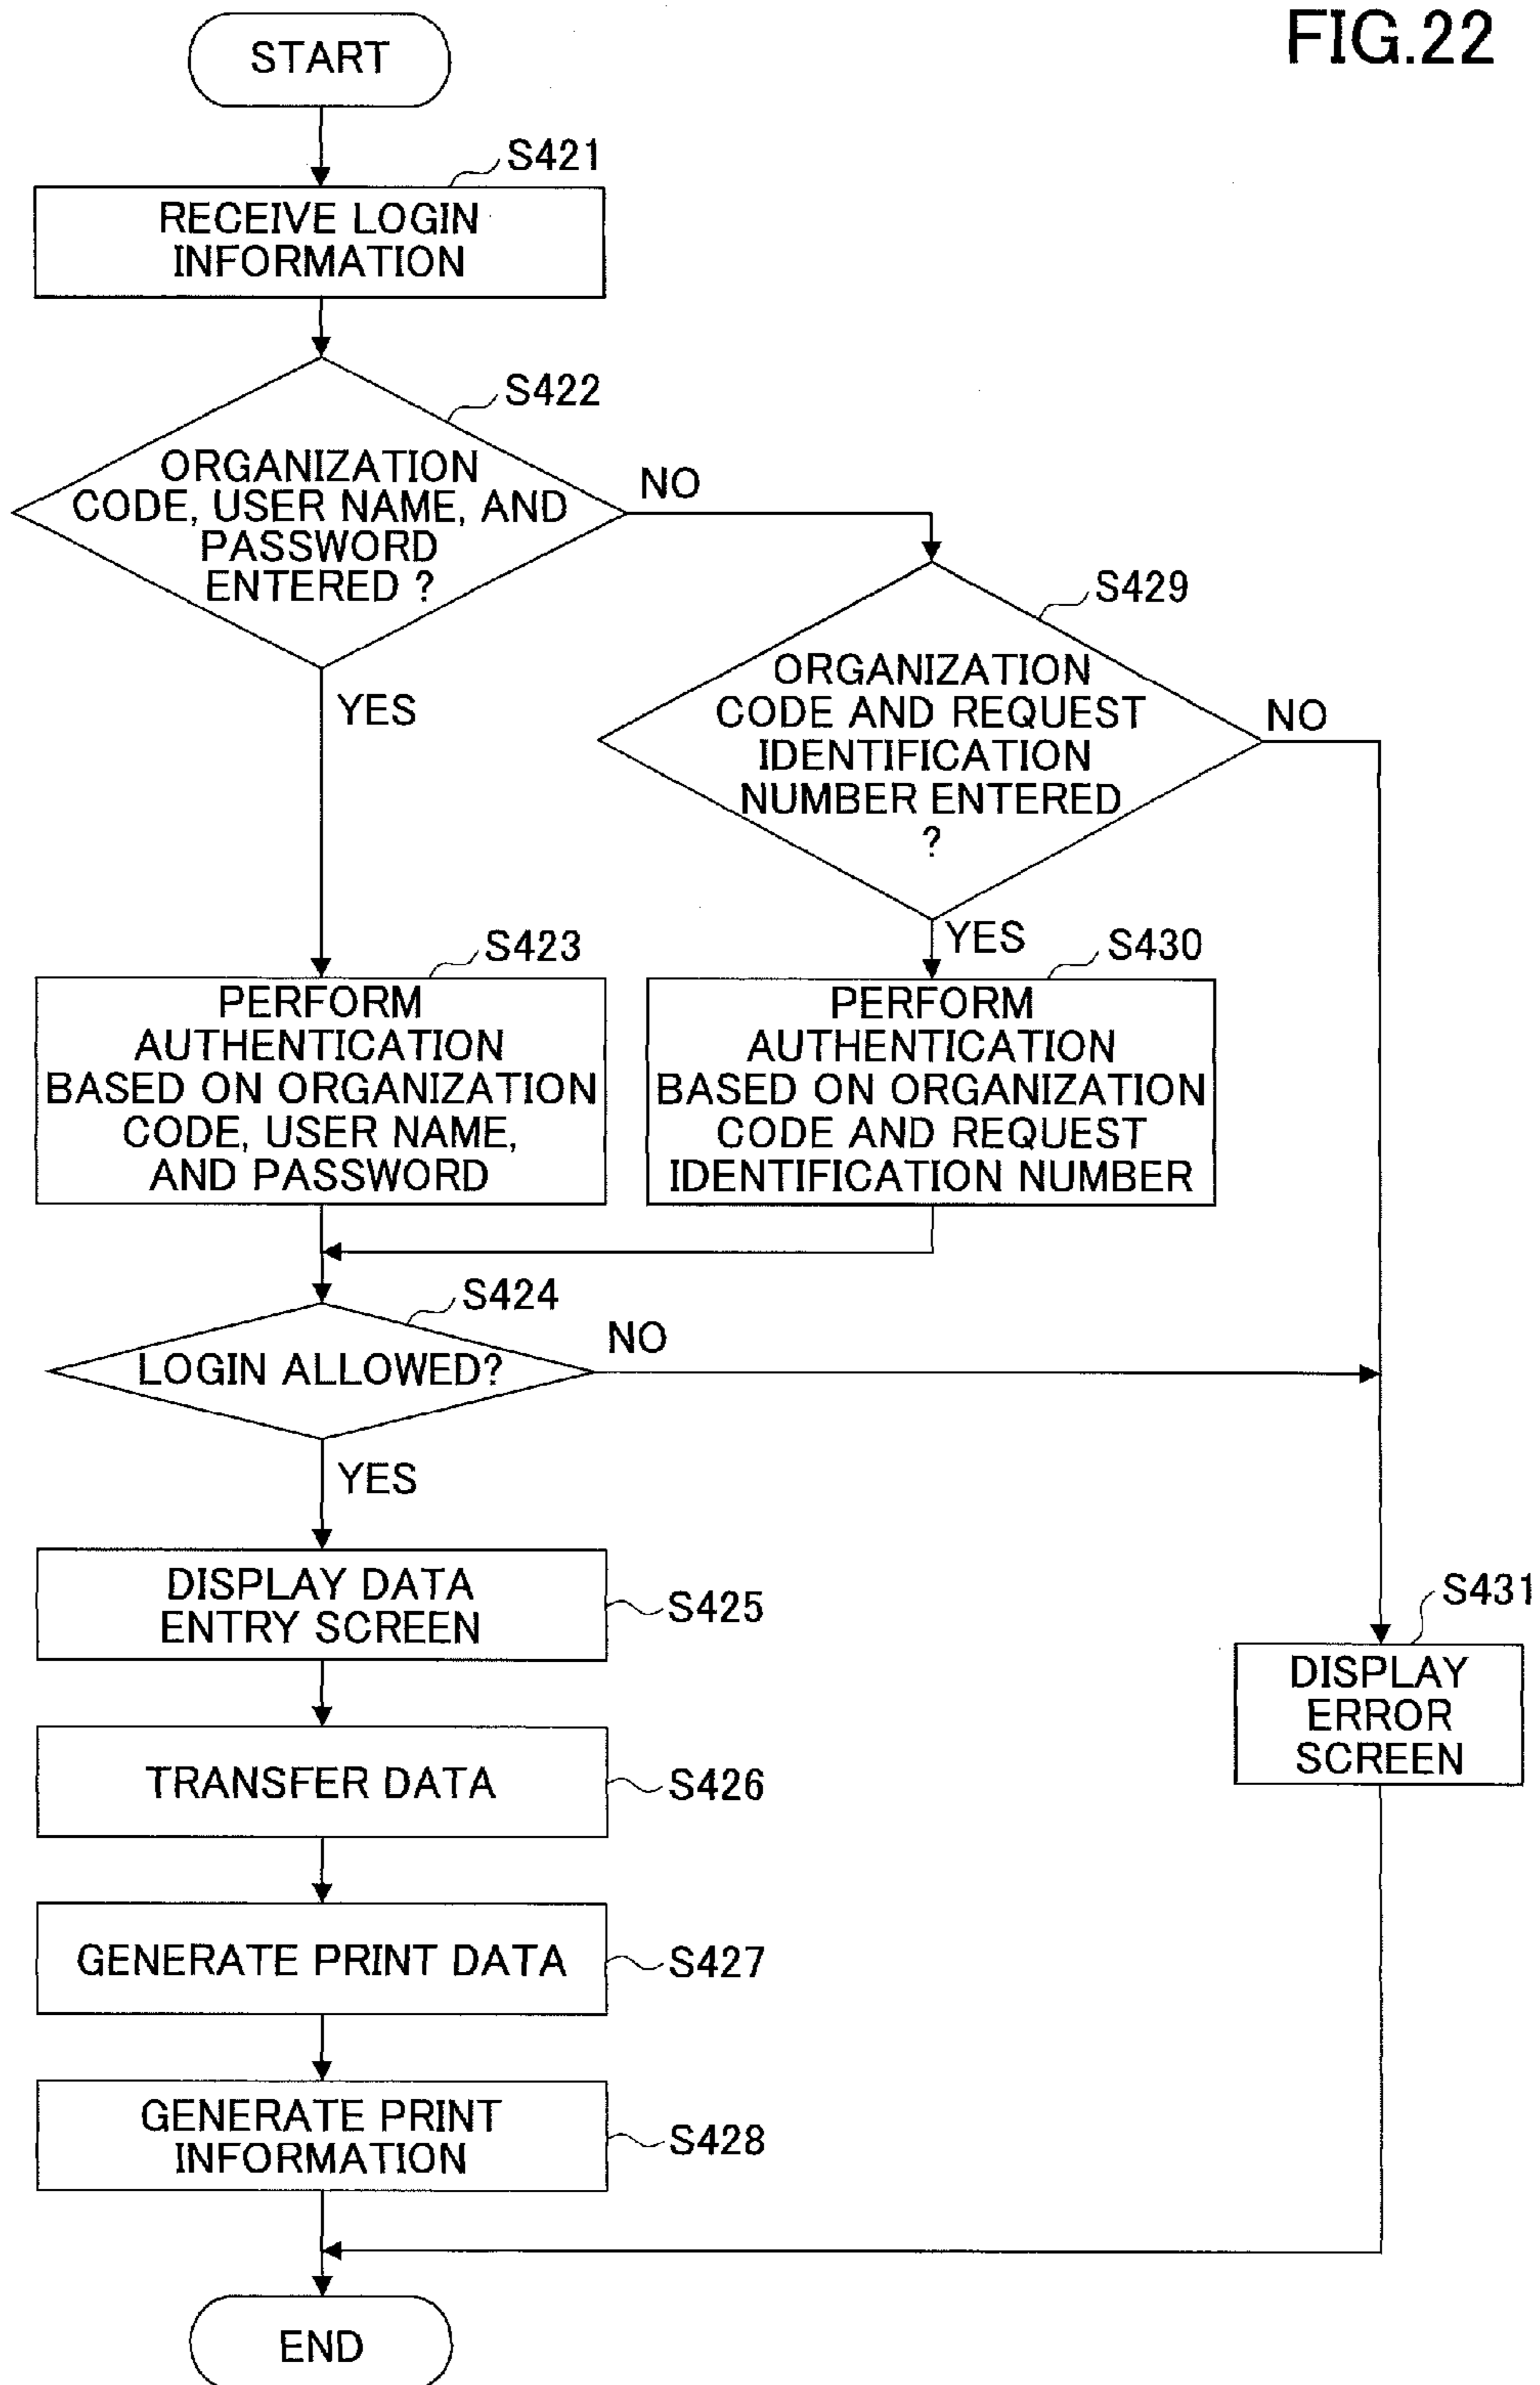 FIG.22
START
S421
RECEIVE LOGIN
INFORMATION
S422
ORGANIZATION
CODE, USER NAME, AND
PASSWORD
ENTERED ?
NO
YES
S429
ORGANIZATION
CODE AND REQUEST
IDENTIFICATION
NUMBER ENTERED
?
NO
YES
S423
PERFORM
AUTHENTICATION
BASED ON ORGANIZATION
CODE, USER NAME,
AND PASSWORD
S430
PERFORM
AUTHENTICATION
BASED ON ORGANIZATION
CODE AND REQUEST
IDENTIFICATION NUMBER
S424
LOGIN ALLOWED?
NO
YES
DISPLAY DATA
ENTRY SCREEN
S425
S431
DISPLAY
ERROR
SCREEN
TRANSFER DATA
S426
GENERATE PRINT DATA
S427
GENERATE PRINT
INFORMATION
S428
END